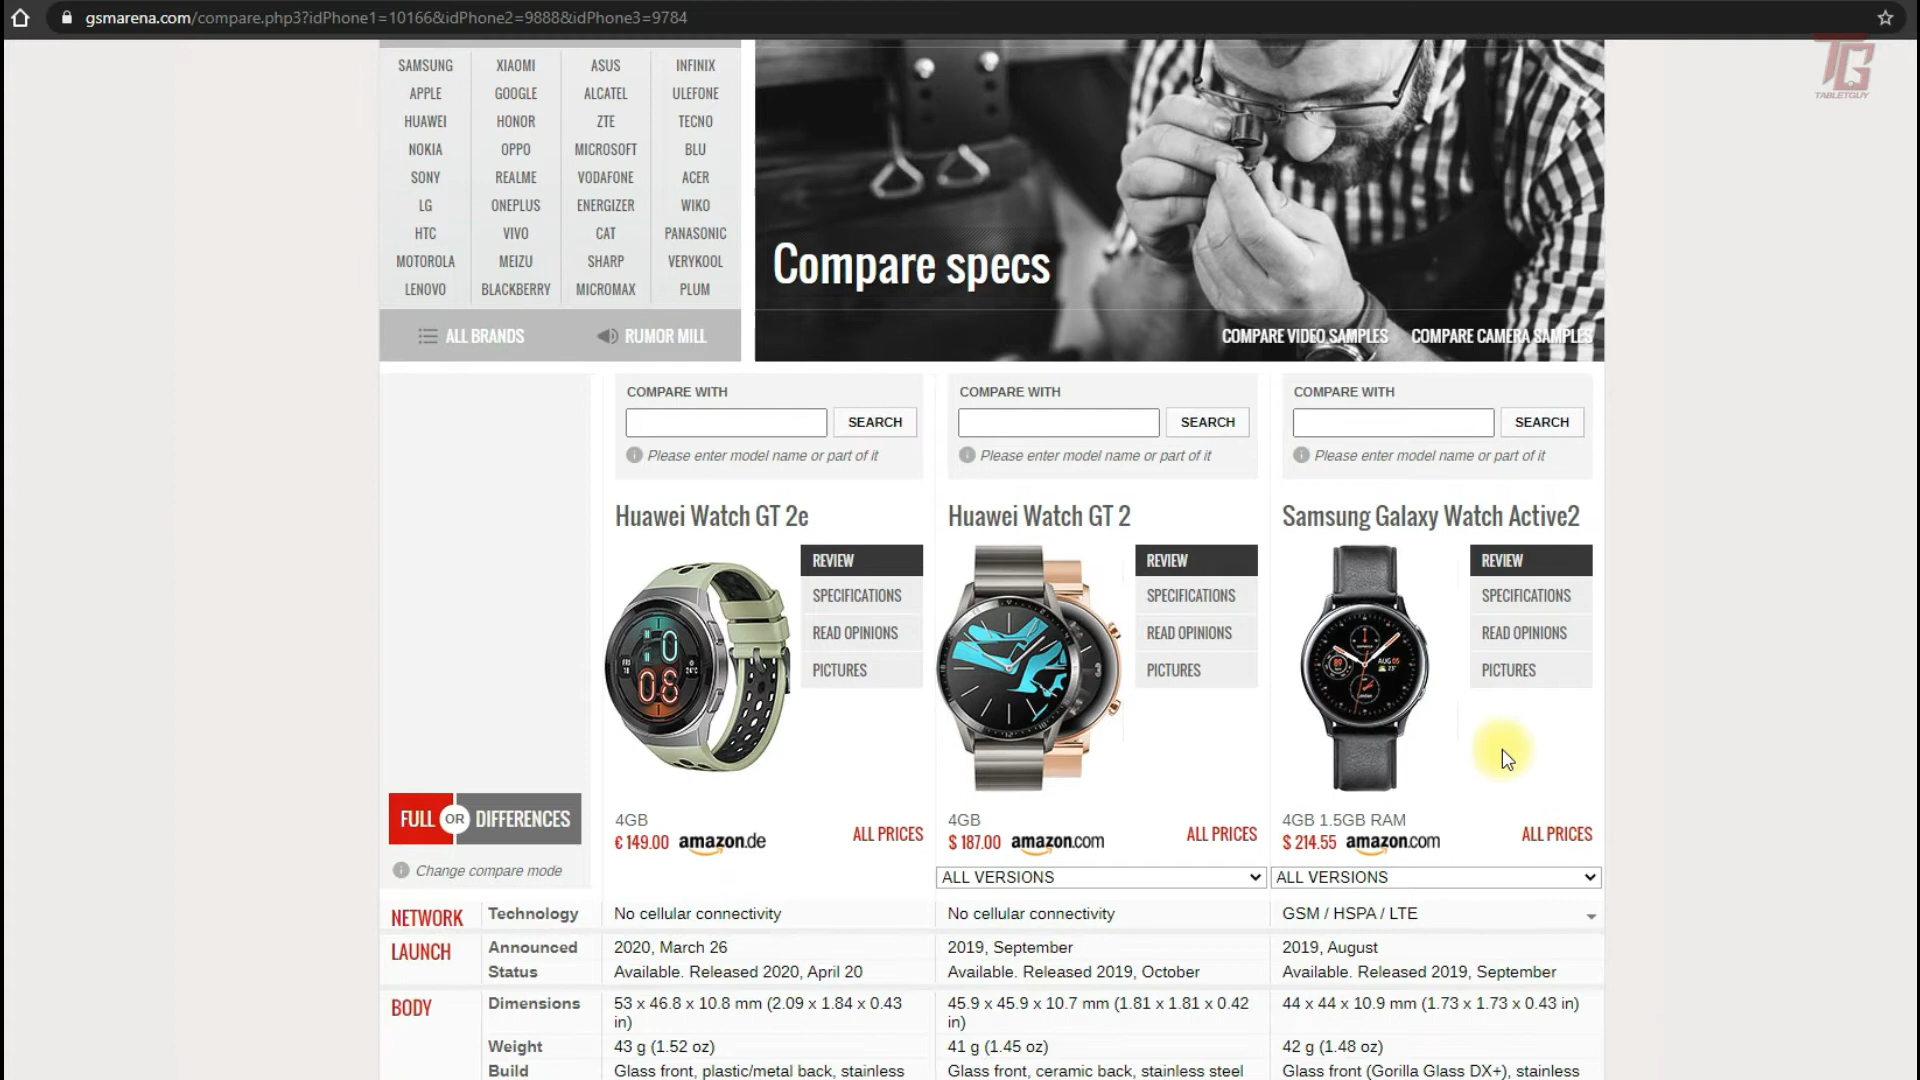 gsmarena.com/compare.php3?idPhone1=10166&idPhone2=9888&idPhone3=9784
TG
TABLETGUY
SAMSUNG XIAOMI ASUS INFINIX
APPLE GOOGLE ALCATEL ULEFONE
HUAWEI HONOR ZTE TECNO
NOKIA OPPO MICROSOFT BLU
SONY REALME VODAFONE ACER
LG ONEPLUS ENERGIZER WIKO
HTC VIVO CAT PANASONIC
MOTOROLA MEIZU SHARP VERYKOOL
LENOVO BLACKBERRY MICROMAX PLUM
ALL BRANDS RUMOR MILL
Compare specs
COMPARE VIDEO SAMPLES COMPARE CAMERA SAMPLES
COMPARE WITH COMPARE WITH COMPARE WITH
SEARCH SEARCH SEARCH
Please enter model name or part of it Please enter model name or part of it Please enter model name or part of it
Huawei Watch GT 2e Huawei Watch GT 2 Samsung Galaxy Watch Active2
REVIEW REVIEW REVIEW
SPECIFICATIONS SPECIFICATIONS SPECIFICATIONS
READ OPINIONS READ OPINIONS READ OPINIONS
PICTURES PICTURES PICTURES
FULL OR DIFFERENCES
Change compare mode
4GB 4GB 4GB 1.5GB RAM
€ 149.00 amazon.de ALL PRICES $ 187.00 amazon.com ALL PRICES $ 214.55 amazon.com ALL PRICES
ALL VERSIONS ALL VERSIONS
NETWORK Technology No cellular connectivity No cellular connectivity GSM / HSPA / LTE
LAUNCH Announced 2020, March 26 2019, September 2019, August
Status Available. Released 2020, April 20 Available. Released 2019, October Available. Released 2019, September
BODY Dimensions 53 x 46.8 x 10.8 mm (2.09 x 1.84 x 0.43 in) 45.9 x 45.9 x 10.7 mm (1.81 x 1.81 x 0.42 in) 44 x 44 x 10.9 mm (1.73 x 1.73 x 0.43 in)
Weight 43 g (1.52 oz) 41 g (1.45 oz) 42 g (1.48 oz)
Build Glass front, plastic/metal back, stainless Glass front, ceramic back, stainless steel Glass front (Gorilla Glass DX+), stainless